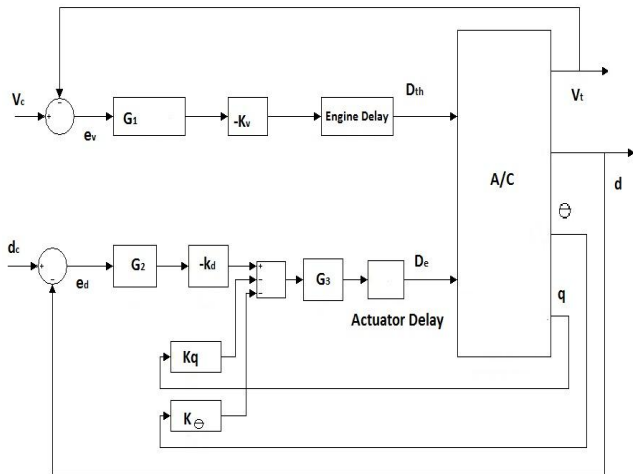 Vc
+
−
ev
G1
-Kv
Engine Delay
Dth
A/C
Vt
d
θ
q
dc
+
−
ed
G2
-kd
+
−
−
G3
De
Actuator Delay
Kq
Kθ